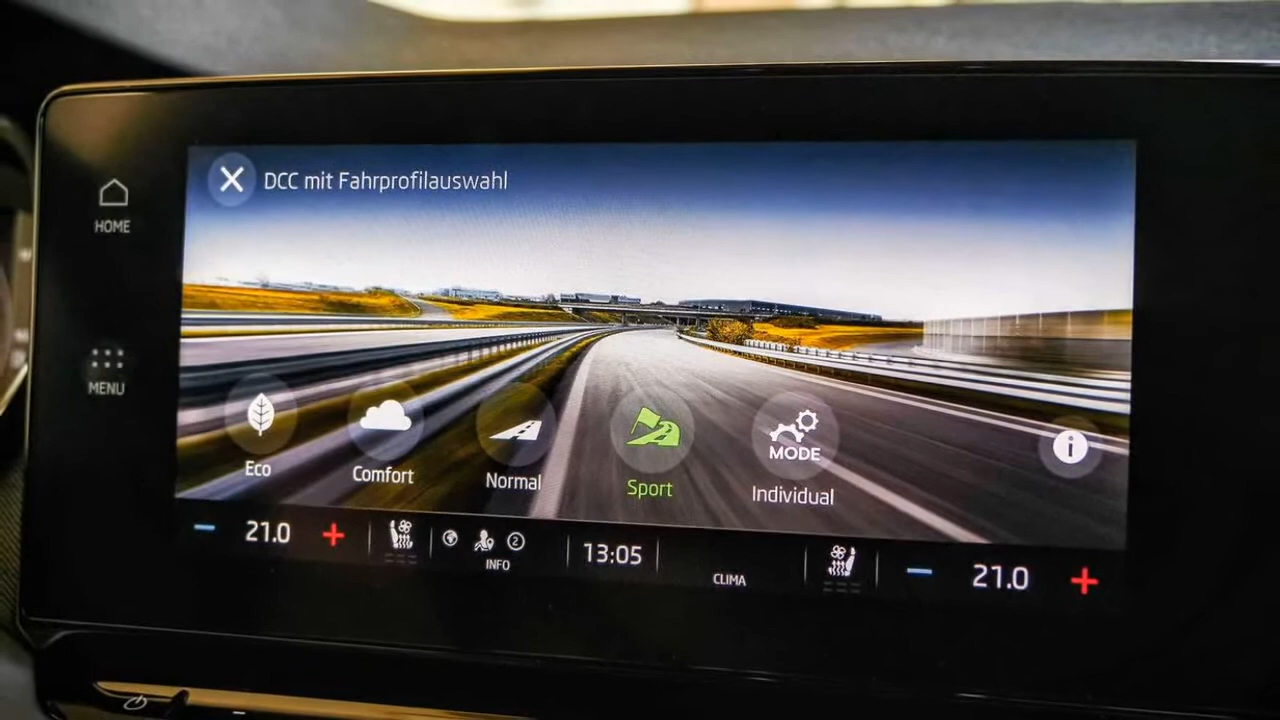 DCC mit Fahrprofilauswahl
HOME
MENU
MODE
Eco
Comfort
Normal
Sport
Individual
21.0
2
INFO
13:05
CLIMA
21.0